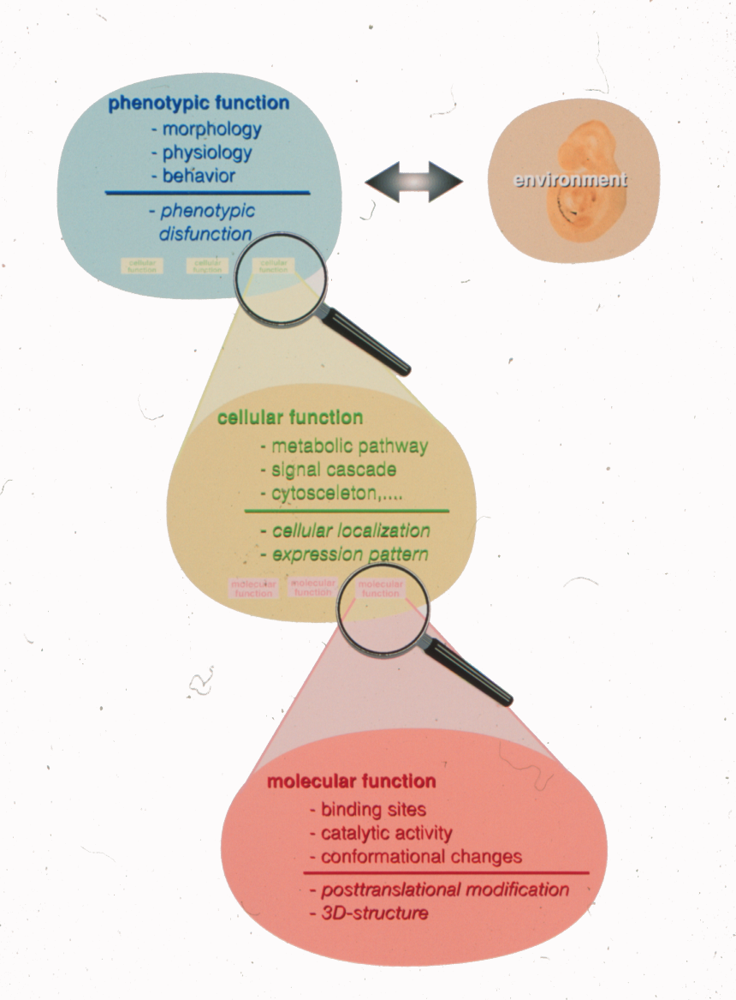 phenotypic function
- morphology
- physiology
- behavior
- phenotypic
disfunction
cellular
function
cellular
function
cellular
function
environment
cellular function
- metabolic pathway
- signal cascade
- cytosceleton,....
- cellular localization
- expression pattern
molecular
function
molecular
function
molecular
function
molecular function
- binding sites
- catalytic activity
- conformational changes
- posttranslational modification
- 3D-structure